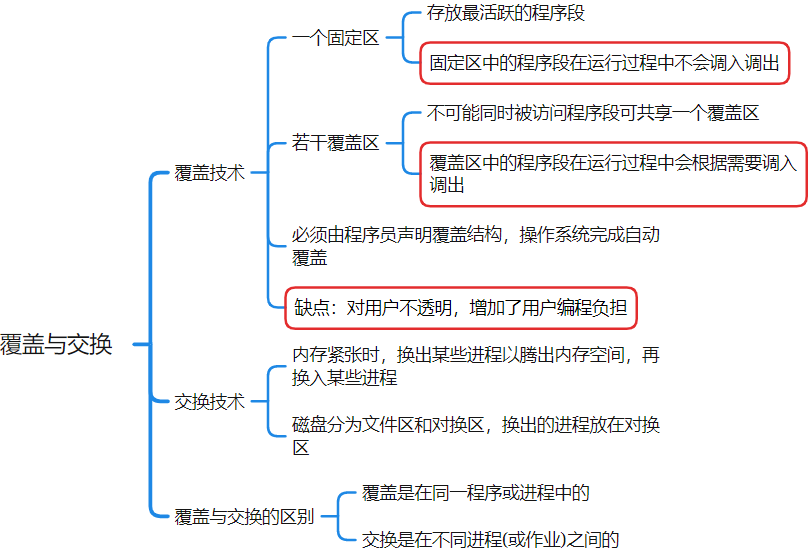 存放最活跃的程序段
一个固定区
固定区中的程序段在运行过程中不会调入调出
不可能同时被访问程序段可共享一个覆盖区
若干覆盖区
覆盖区中的程序段在运行过程中会根据需要调入
调出
覆盖技术
必须由程序员声明覆盖结构，操作系统完成自动
覆盖
缺点：对用户不透明，增加了用户编程负担
覆盖与交换
内存紧张时，换出某些进程以腾出内存空间，再
换入某些进程
交换技术
磁盘分为文件区和对换区，换出的进程放在对换
区
覆盖是在同一程序或进程中的
覆盖与交换的区别
交换是在不同进程(或作业)之间的